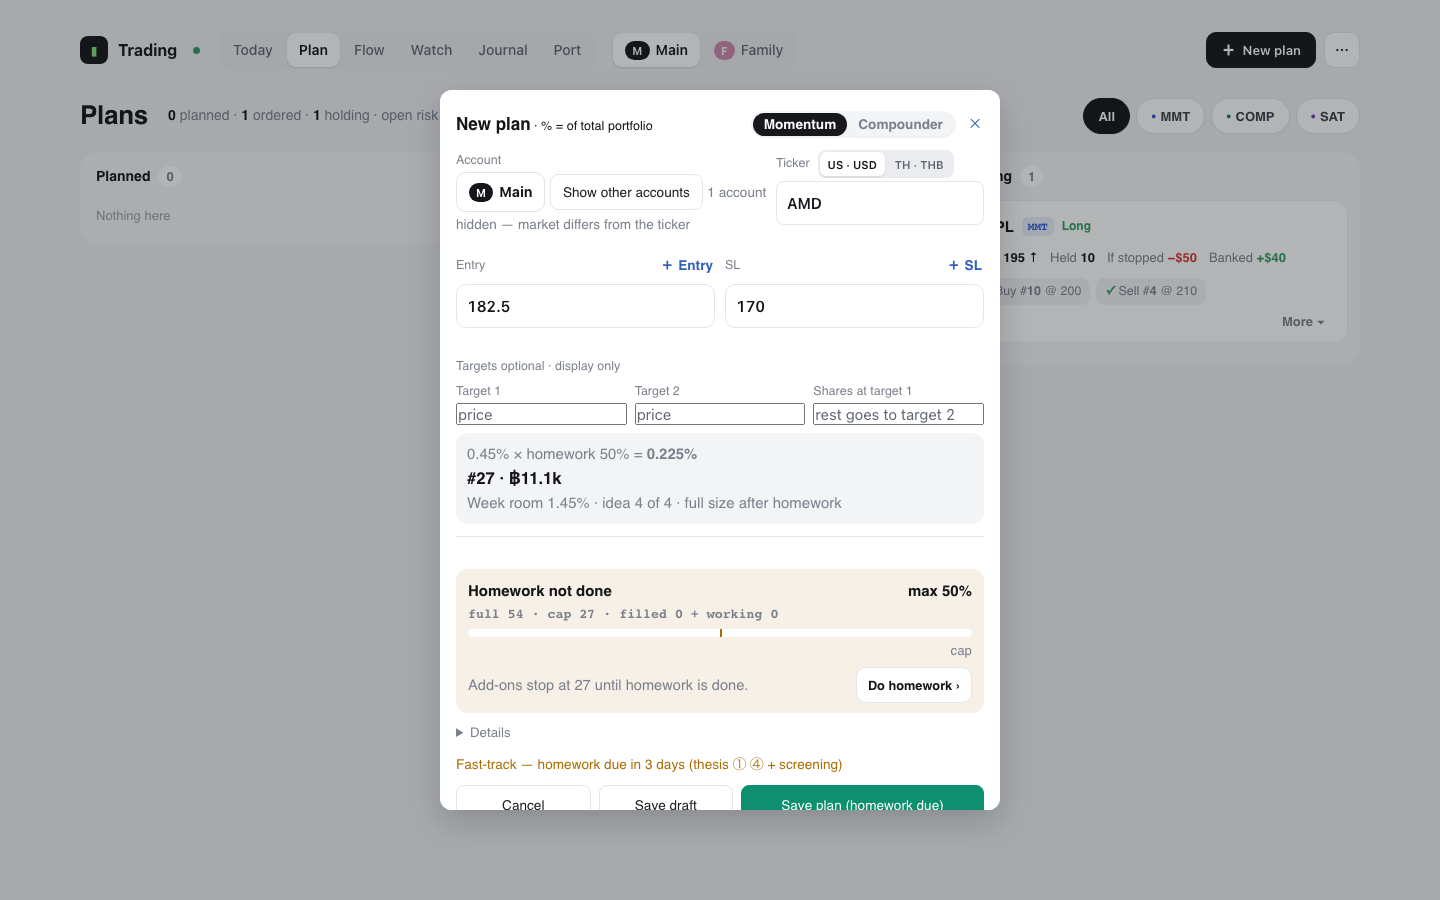 Trading
Today Plan Flow Watch Journal Port
M Main F Family
+ New plan
Plans 0 planned · 1 ordered · 1 holding · open risk
All • MMT • COMP • SAT
Planned 0
Nothing here
1
MMT Long
195 ↑ Held 10 If stopped −$50 Banked +$40
#10 @ 200 ✓ Sell #4 @ 210
More
New plan · % = of total portfolio
Momentum Compounder ×
Account
M Main Show other accounts 1 account
hidden — market differs from the ticker
Ticker US · USD TH · THB
AMD
Entry + Entry SL + SL
182.5 170
Targets optional · display only
Target 1 Target 2 Shares at target 1
price price rest goes to target 2
0.45% × homework 50% = 0.225%
#27 · ฿11.1k
Week room 1.45% · idea 4 of 4 · full size after homework
Homework not done max 50%
full 54 · cap 27 · filled 0 + working 0
cap
Add-ons stop at 27 until homework is done.
Do homework ›
▶ Details
Fast-track — homework due in 3 days (thesis ① ④ + screening)
Cancel Save draft Save plan (homework due)